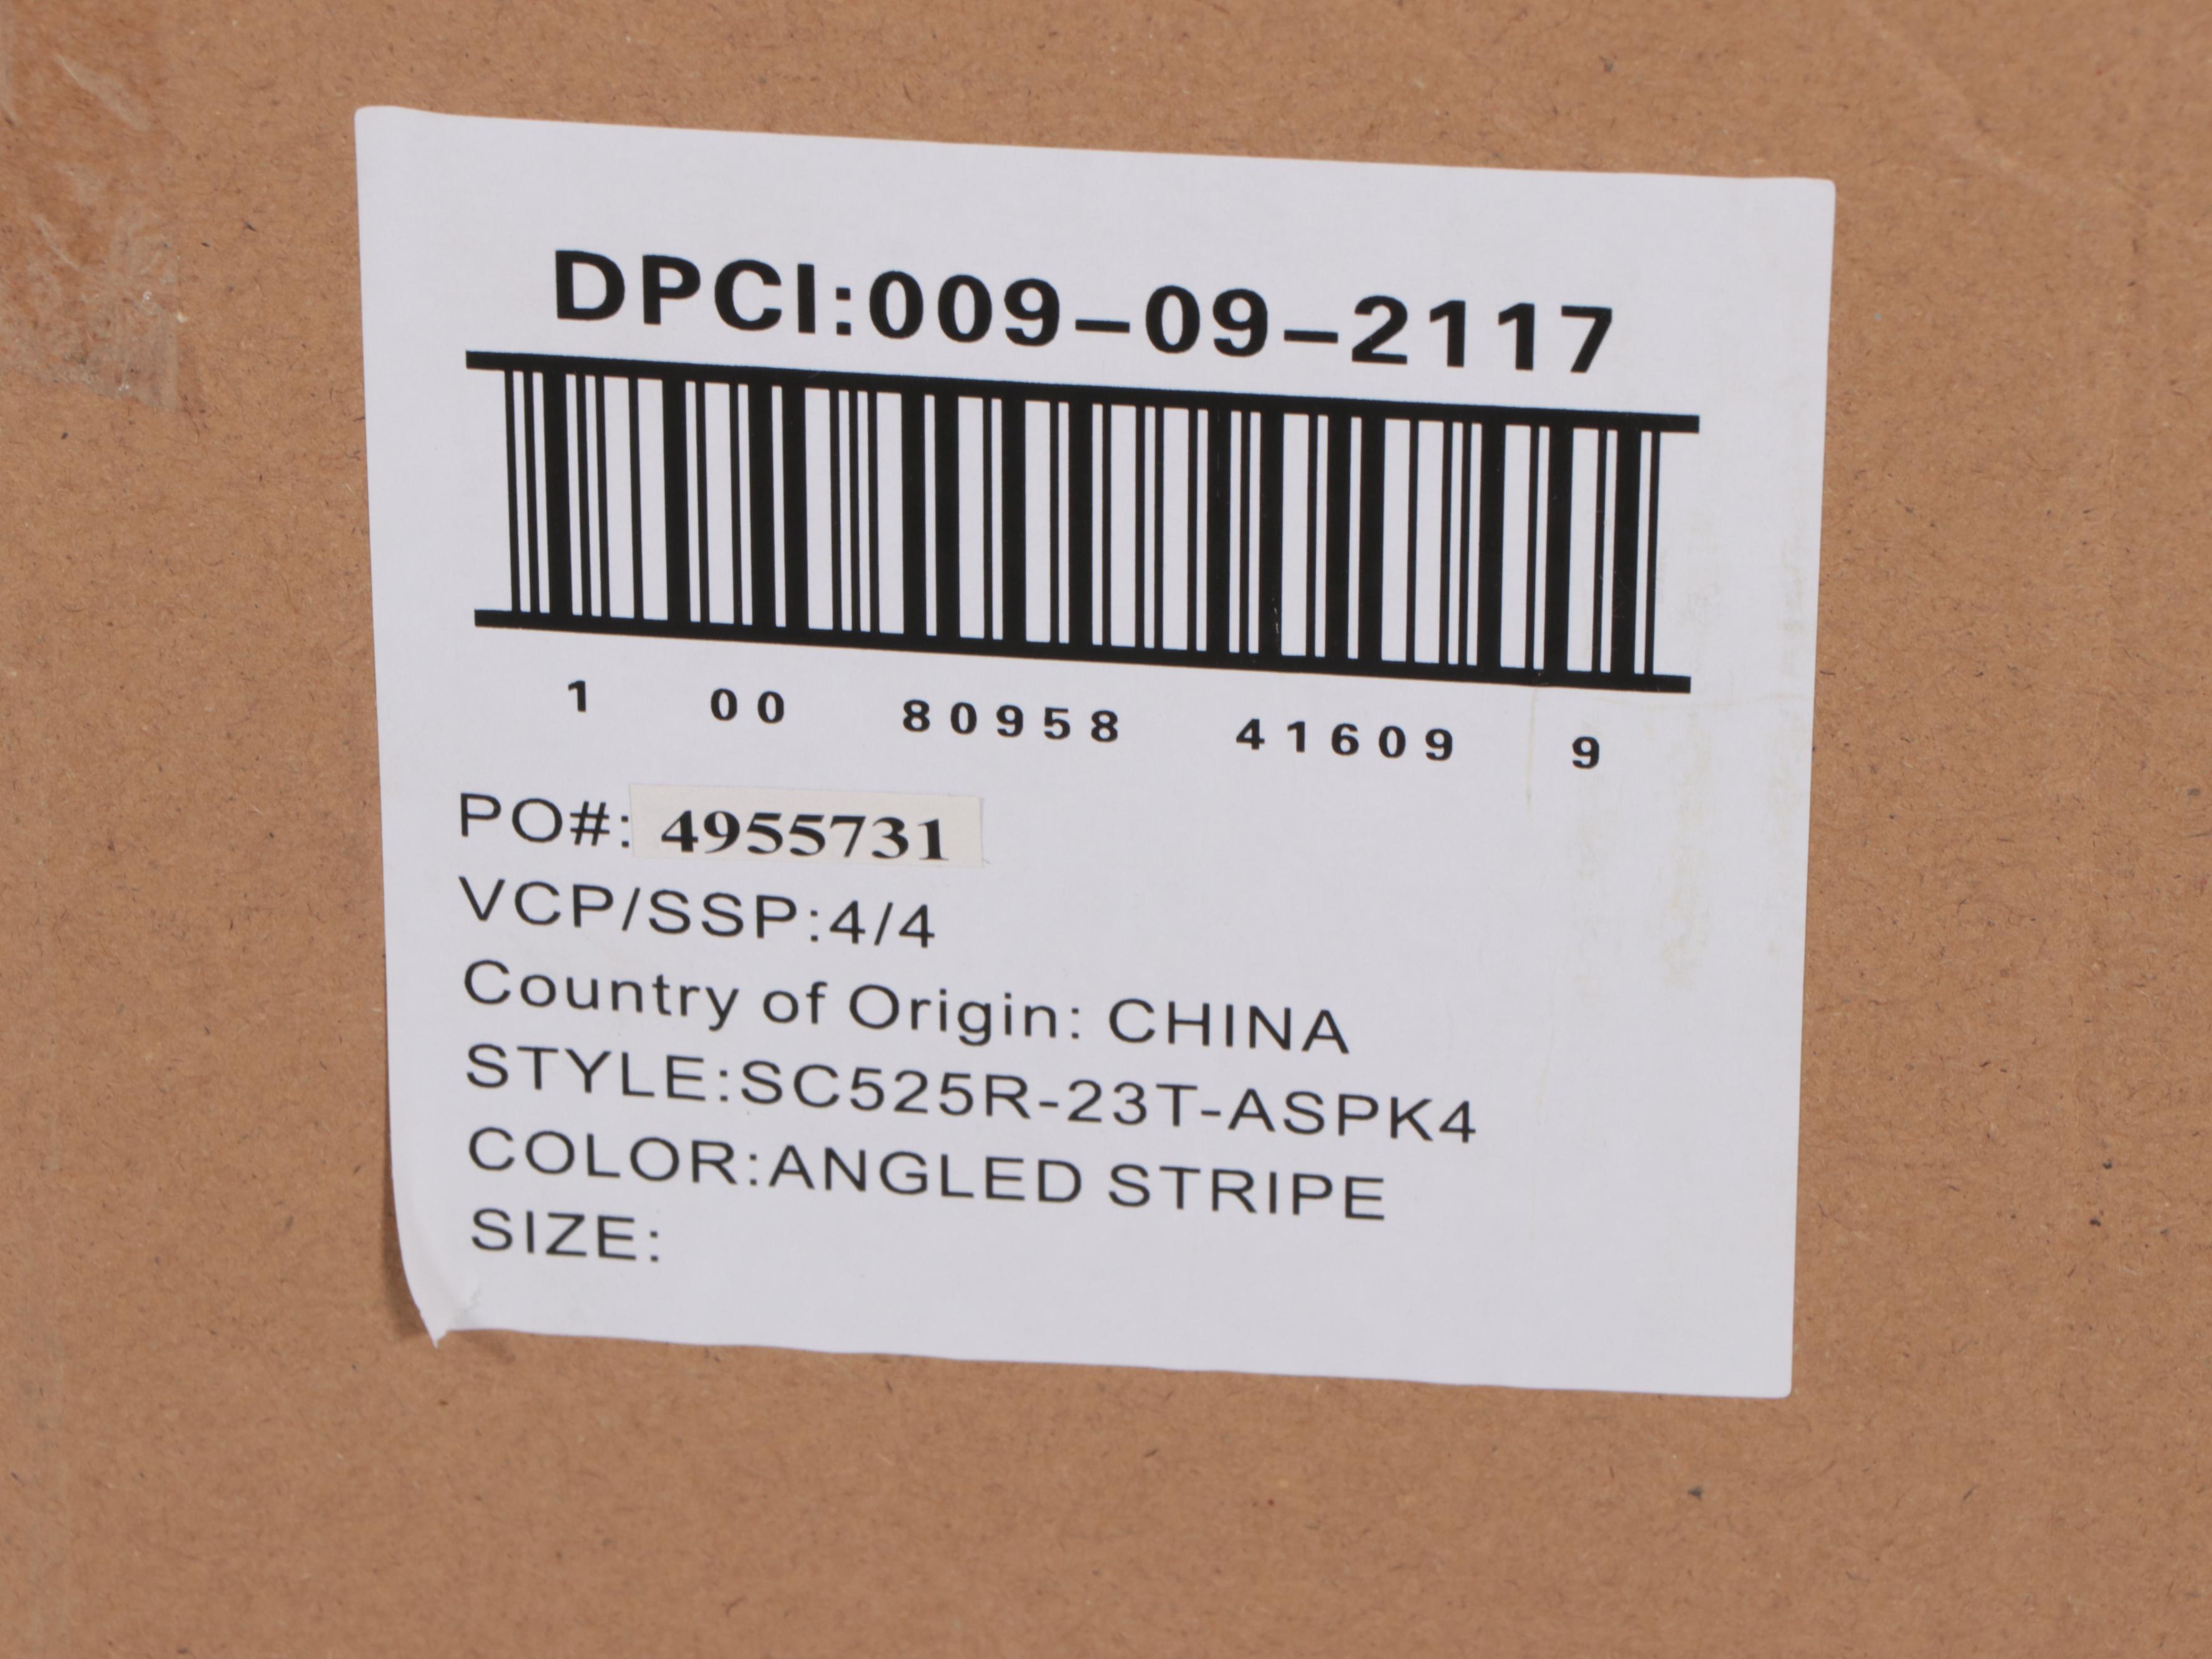 DPCI:009-09-2117
1 00 80958 41609 9
PO#: 4955731
VCP/SSP:4/4
Country of Origin: CHINA
STYLE:SC525R-23T-ASPK4
COLOR:ANGLED STRIPE
SIZE: